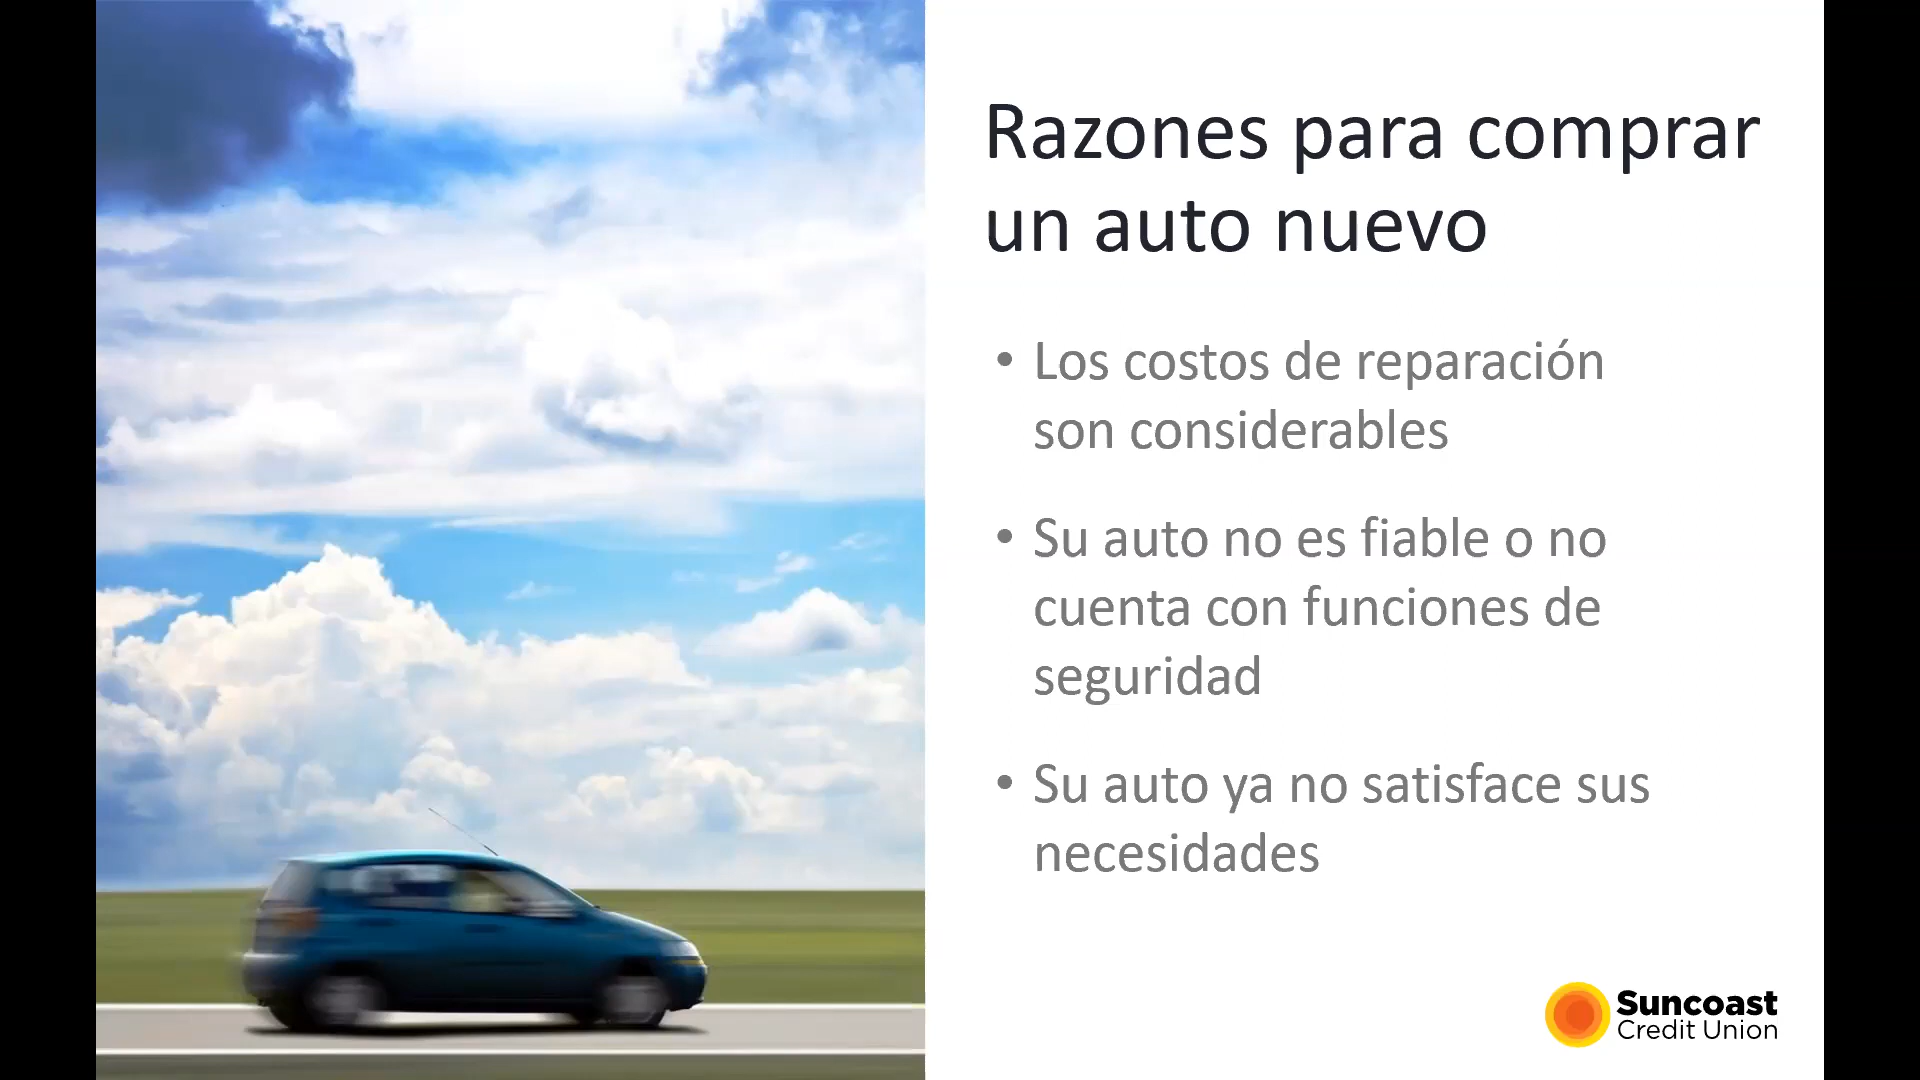 Razones para comprar
un auto nuevo
• Los costos de reparación
son considerables
• Su auto no es fiable o no
cuenta con funciones de
seguridad
• Su auto ya no satisface sus
necesidades
Suncoast
Credit Union